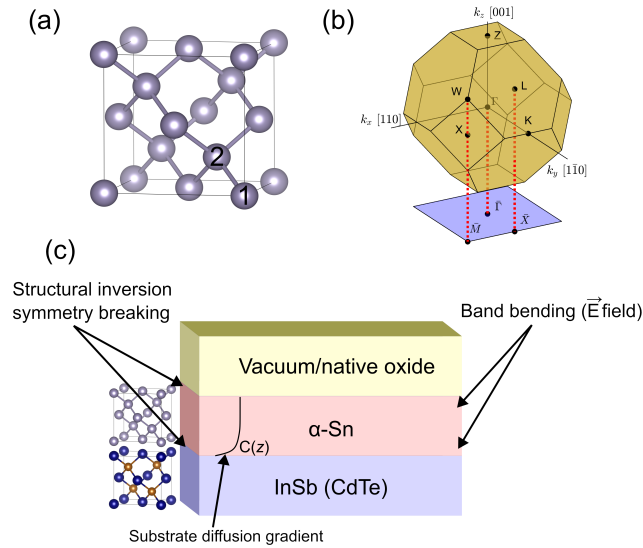 (a)
2
1
(b)
k_z [001]
Z
W
L
Γ
k_x [110]
X
K
k_y [11̄0]
Γ̄
M̄
X̄
(c)
Structural inversion
symmetry breaking
Band bending (E⃗ field)
Vacuum/native oxide
α-Sn
C(z)
InSb (CdTe)
Substrate diffusion gradient